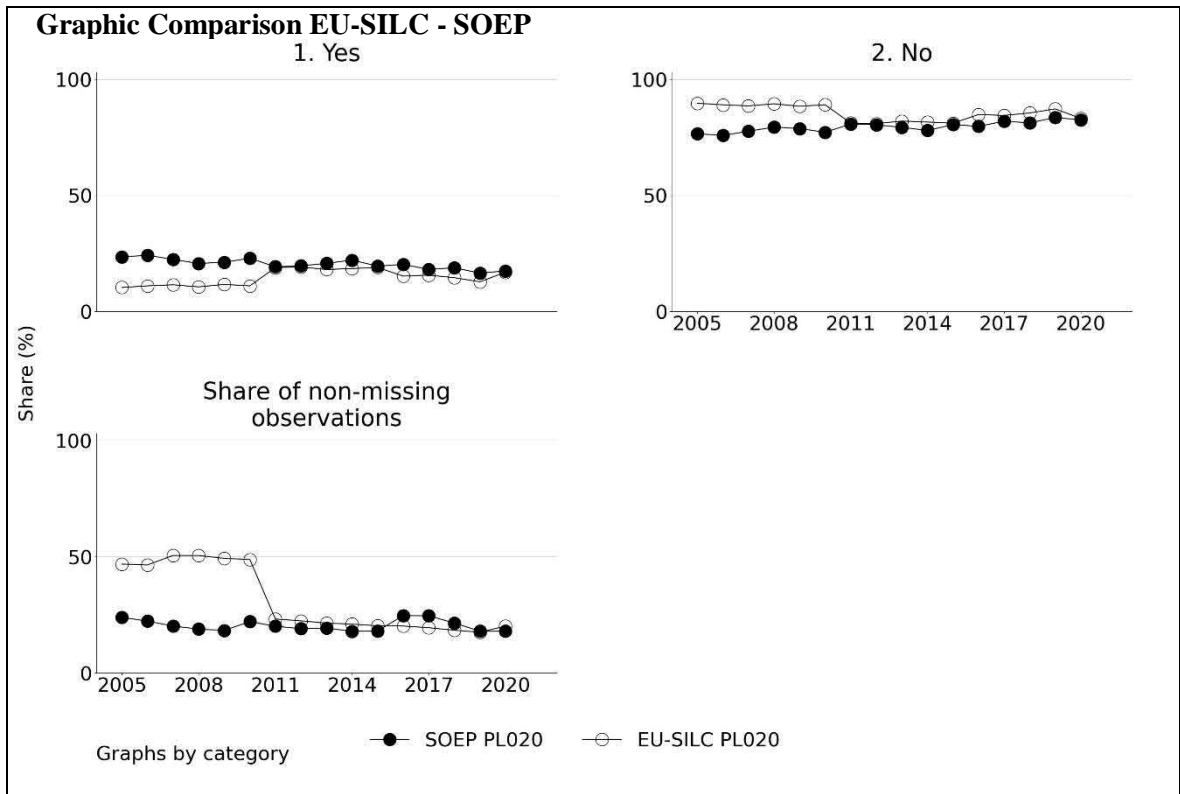 Graphic Comparison EU-SILC - SOEP
1. Yes
2. No
100
50
0
100
50
0
2005 2008 2011 2014 2017 2020
Share (%)
Share of non-missing
observations
100
50
0
2005 2008 2011 2014 2017 2020
SOEP PL020 EU-SILC PL020
Graphs by category